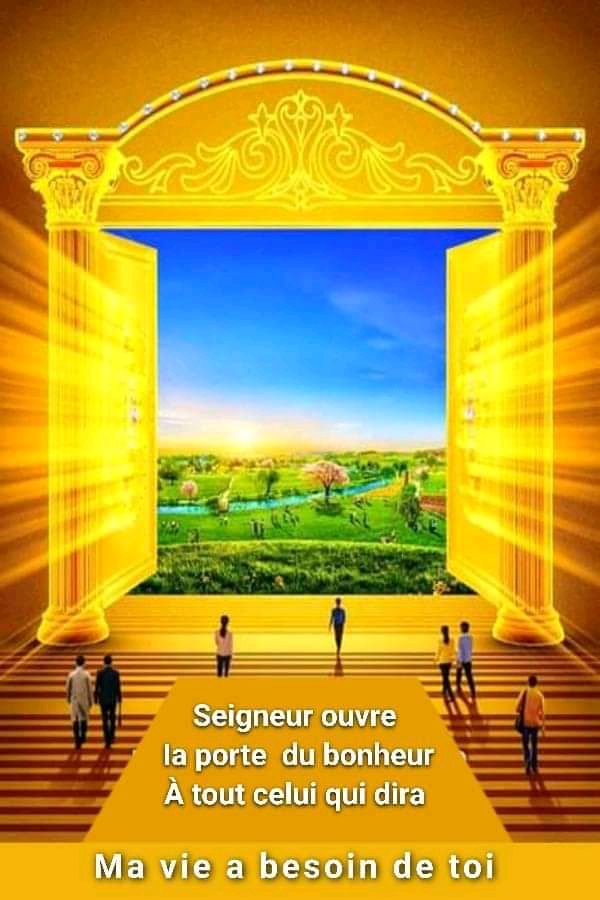 Seigneur ouvre
la porte du bonheur
À tout celui qui dira
Ma vie a besoin de toi